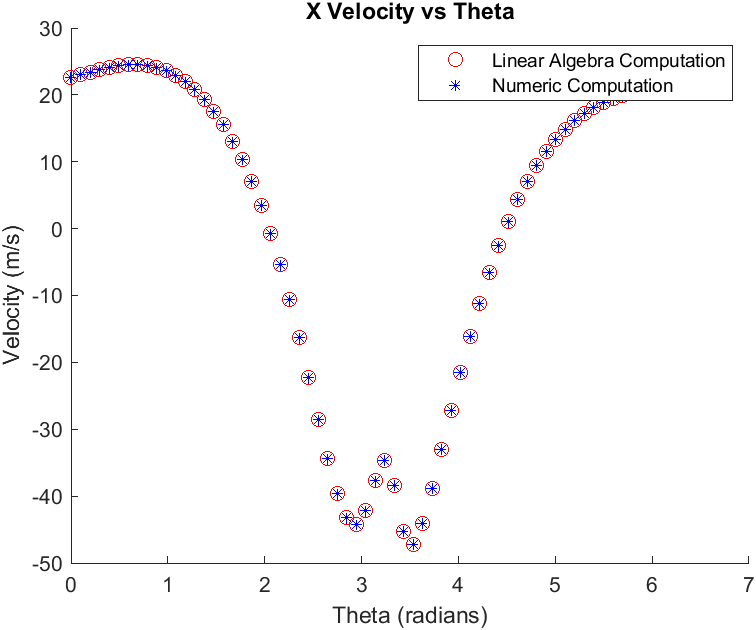 X Velocity vs Theta
30
20
10
0
-10
-20
-30
-40
-50
Velocity (m/s)
Linear Algebra Computation
Numeric Computation
0 1 2 3 4 5 6 7
Theta (radians)